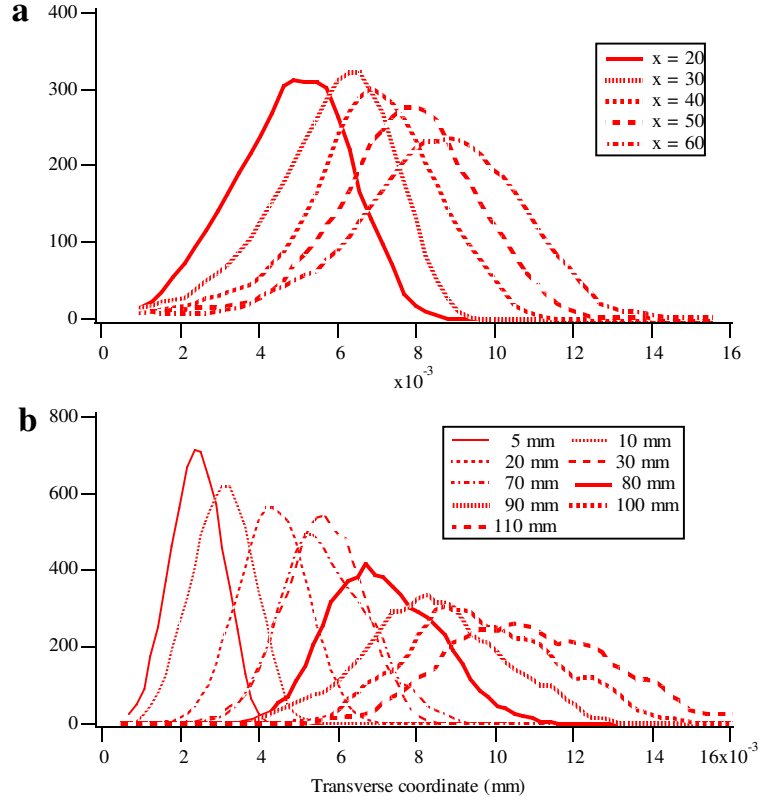 a
400
300
200
100
0
x = 20
x = 30
x = 40
x = 50
x = 60
0 2 4 6 8 10 12 14 16
x10-3
b
800
600
400
200
0
5 mm 10 mm
20 mm 30 mm
70 mm 80 mm
90 mm 100 mm
110 mm
0 2 4 6 8 10 12 14 16x10-3
Transverse coordinate (mm)